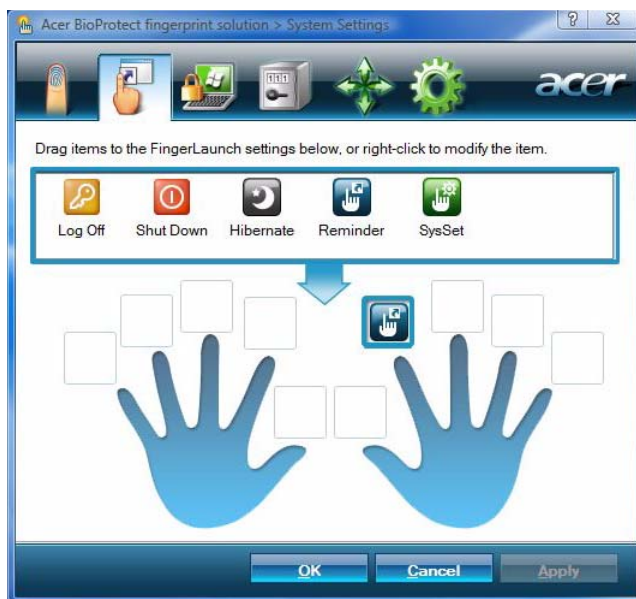 Acer BioProtect fingerprint solution > System Settings
acer
Drag items to the FingerLaunch settings below, or right-click to modify the item.
Log Off Shut Down Hibernate Reminder SysSet
OK Cancel Apply